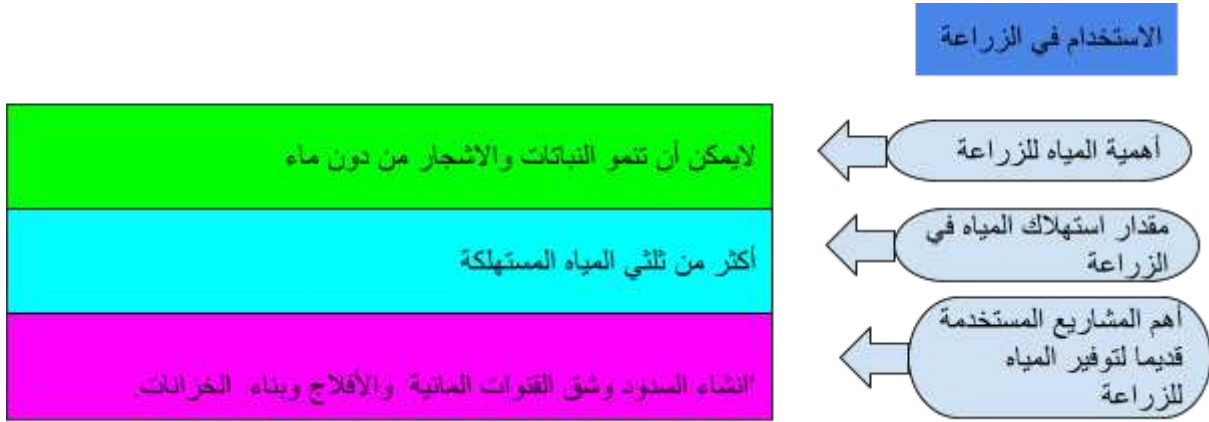 الاستخدام في الزراعة
أهمية المياه للزراعة
لايمكن أن تنمو النباتات والاشجار من دون ماء
مقدار استهلاك المياه في
الزراعة
أكثر من ثلثي المياه المستهلكة
أهم المشاريع المستخدمة
قديما لتوفير المياه
للزراعة
انشاء السدود وشق القنوات المائية والأفلاج وبناء الخزانات.